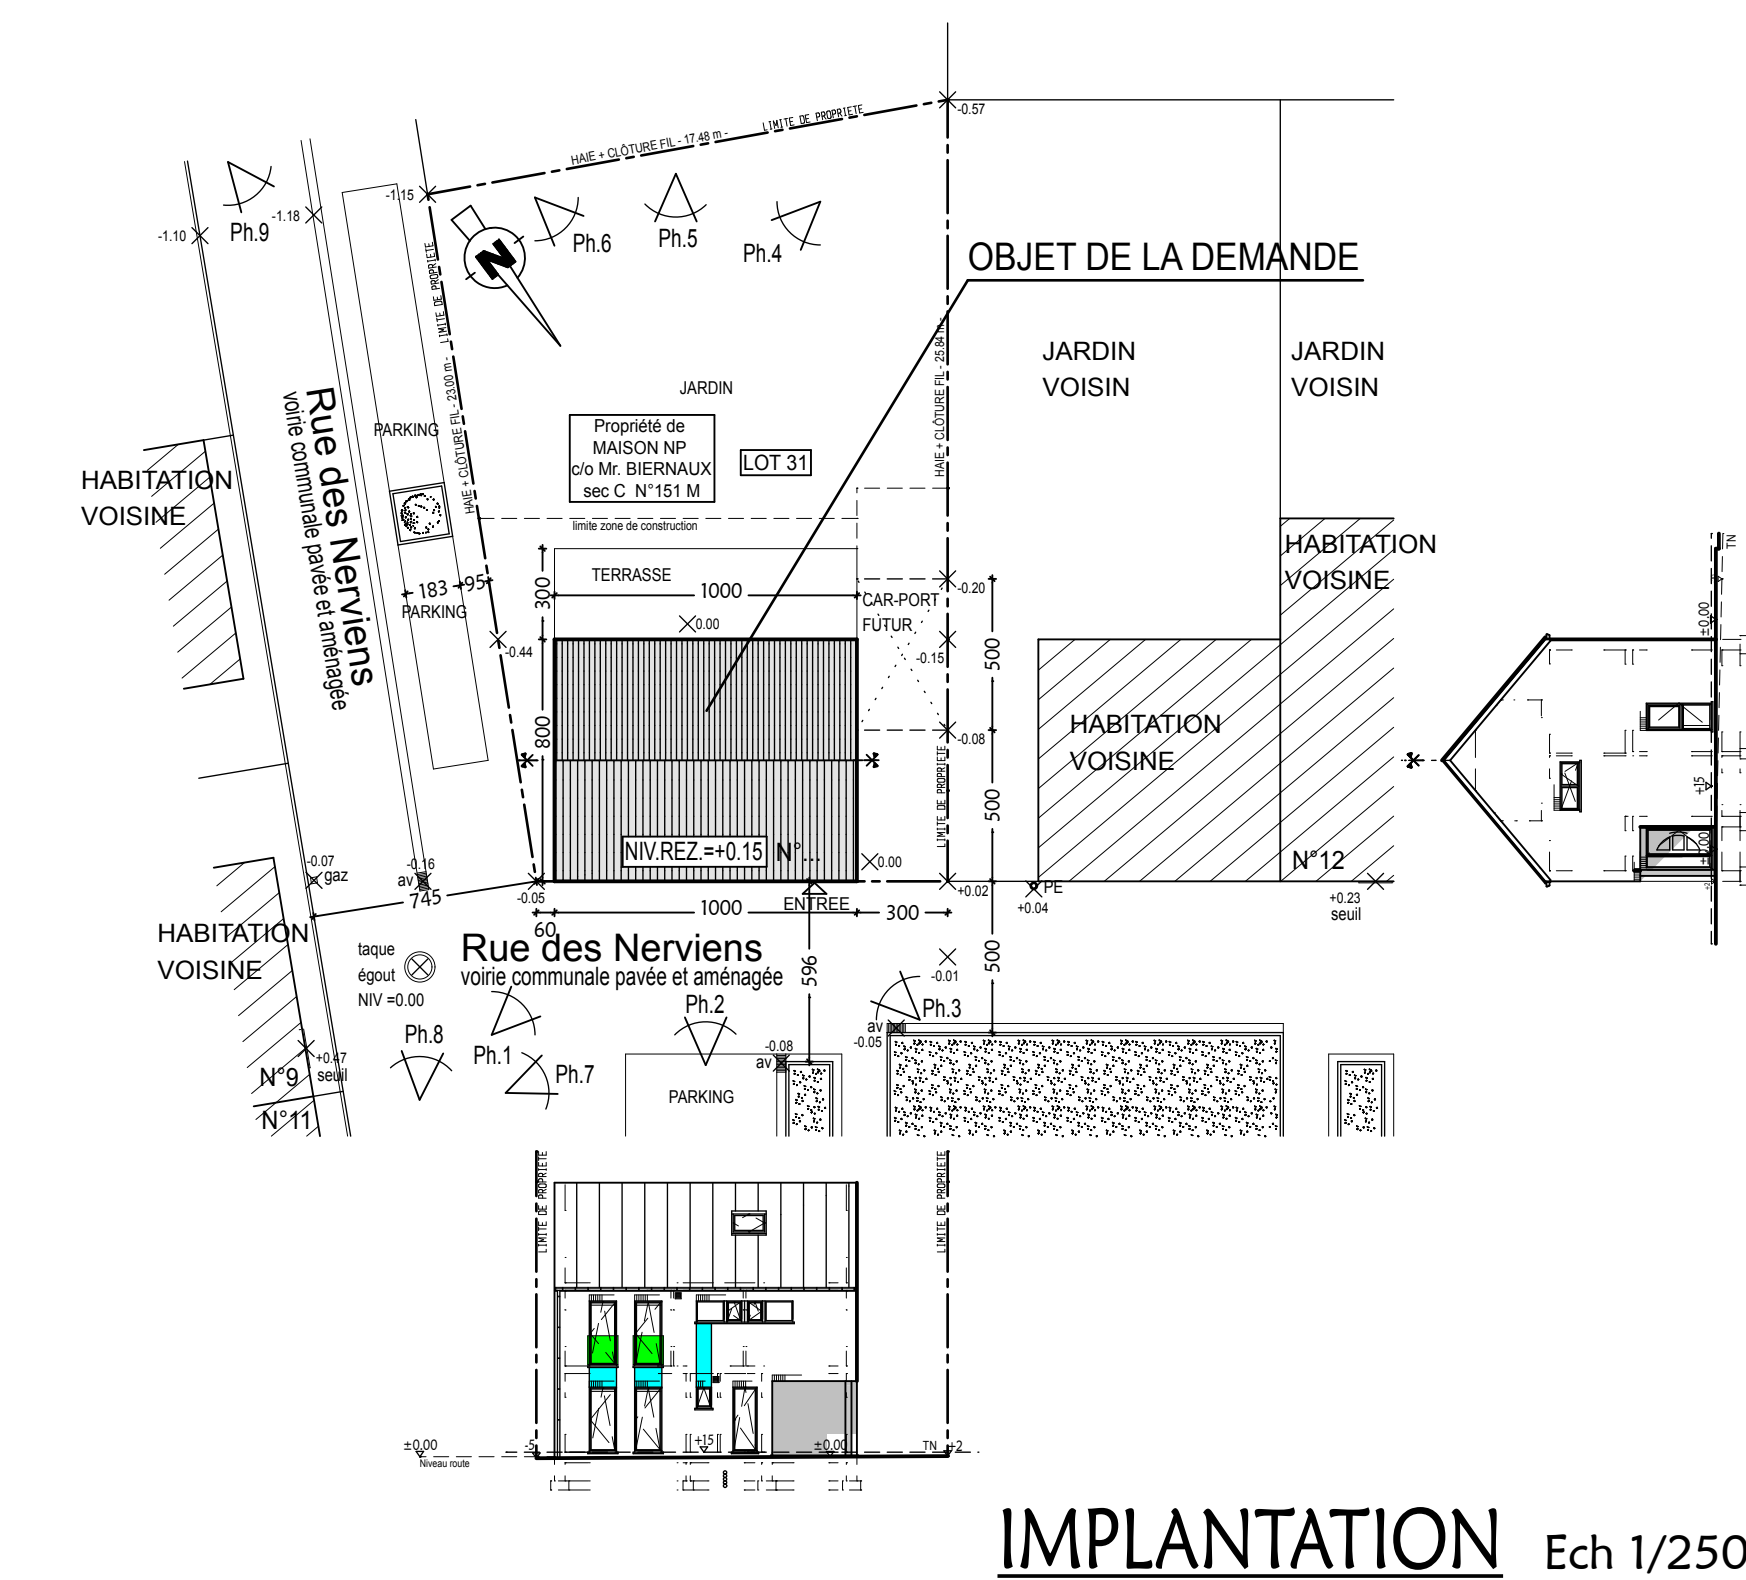 -0.57
LIMITE DE PROPRIETE
HAIE + CLÔTURE FIL - 17.48 m -
-1.15
-1.18
-1.10
Ph.9
Ph.6
Ph.5
Ph.4
N
OBJET DE LA DEMANDE
LIMITE DE PROPRIETE
HAIE + CLÔTURE FIL - 23.00 m -
HAIE + CLÔTURE FIL - 25.84 m -
JARDIN
VOISIN
JARDIN
VOISIN
JARDIN
Rue des Nerviens
voirie communale pavée et aménagée
PARKING
Propriété de
MAISON NP
c/o Mr. BIERNAUX
sec C N°151 M
LOT 31
HABITATION
VOISINE
limite zone de construction
HABITATION
VOISINE
TN
TERRASSE
300
1000
183
95
PARKING
CAR-PORT
FUTUR
-0.20
0.00
±0.00
-0.44
-0.15
500
800
HABITATION
VOISINE
-0.08
LIMITE DE PROPRIETE
500
+15
±0.00
NIV.REZ.=+0.15
N°...
0.00
N°12
-0.07
gaz
-0.16
av
745
-0.05
60
1000
ENTREE
300
+0.02
PE
+0.04
+0.23
seuil
HABITATION
VOISINE
taque
égout
NIV =0.00
Rue des Nerviens
voirie communale pavée et aménagée
596
500
-0.01
Ph.8
Ph.1
Ph.7
Ph.2
Ph.3
av
-0.05
-0.08
av
PARKING
+0.47
seuil
N°9
N°11
LIMITE DE PROPRIETE
LIMITE DE PROPRIETE
±0.00
Niveau route
-5
+15
±0.00
TN
+2
IMPLANTATION
Ech 1/250